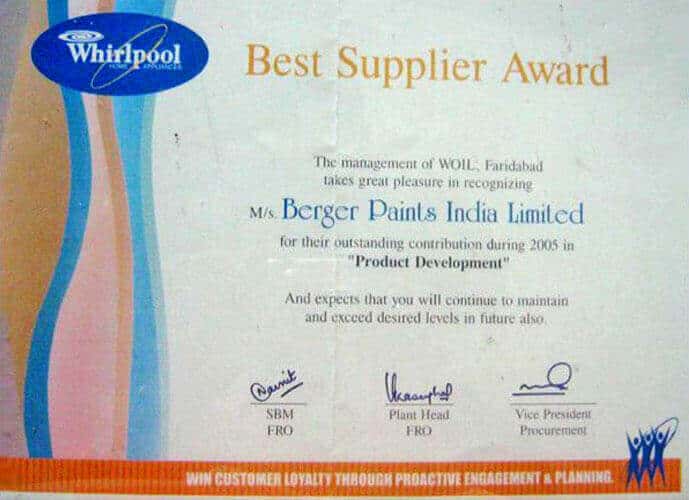 Whirlpool
HOME APPLIANCES
Best Supplier Award
The management of WOIL, Faridabad
takes great pleasure in recognizing
M/s. Berger Paints India Limited
for their outstanding contribution during 2005 in
"Product Development"
And expects that you will continue to maintain
and exceed desired levels in future also.
SBM
FRO
Plant Head
FRO
Vice President
Procurement
WIN CUSTOMER LOYALTY THROUGH PROACTIVE ENGAGEMENT & PLANNING.